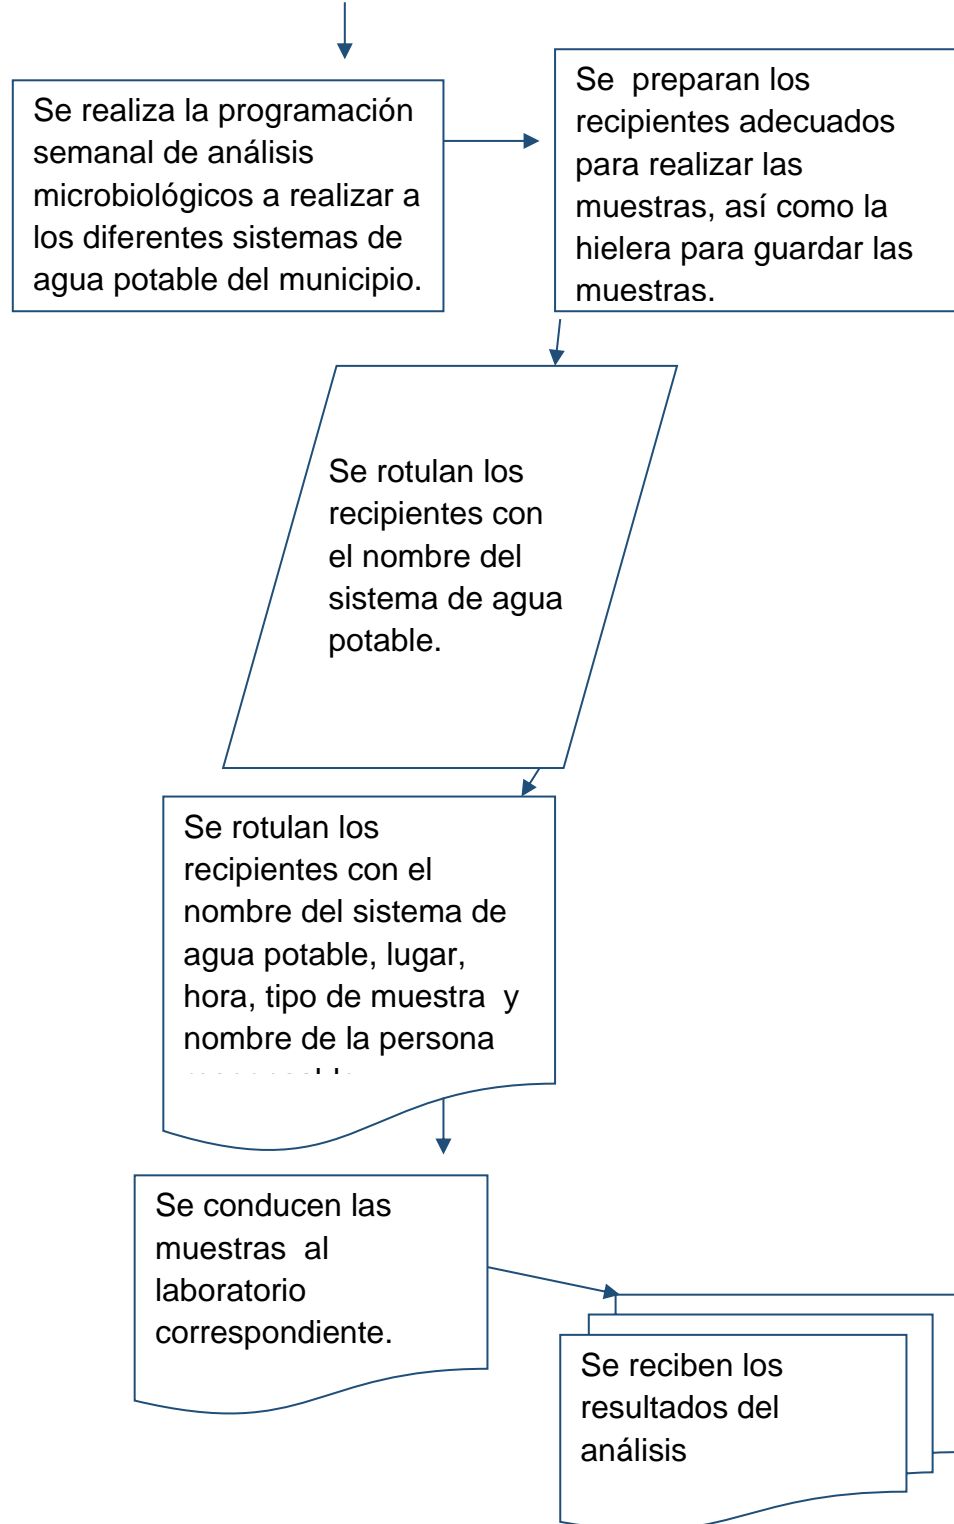 Se realiza la programación
semanal de análisis
microbiológicos a realizar a
los diferentes sistemas de
agua potable del municipio.
Se preparan los
recipientes adecuados
para realizar las
muestras, así como la
hielera para guardar las
muestras.
Se rotulan los
recipientes con
el nombre del
sistema de agua
potable.
Se rotulan los
recipientes con el
nombre del sistema de
agua potable, lugar,
hora, tipo de muestra y
nombre de la persona
Se conducen las
muestras al
laboratorio
correspondiente.
Se reciben los
resultados del
análisis